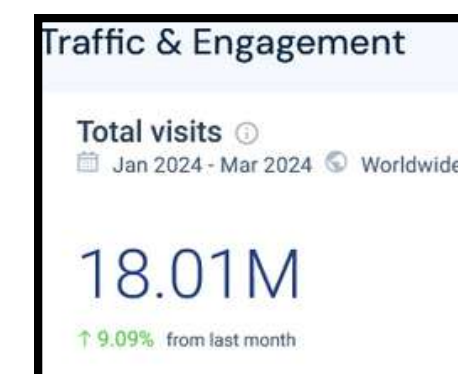 Traffic & Engagement
Total visits
Jan 2024 - Mar 2024 Worldwide
18.01M
↑ 9.09% from last month